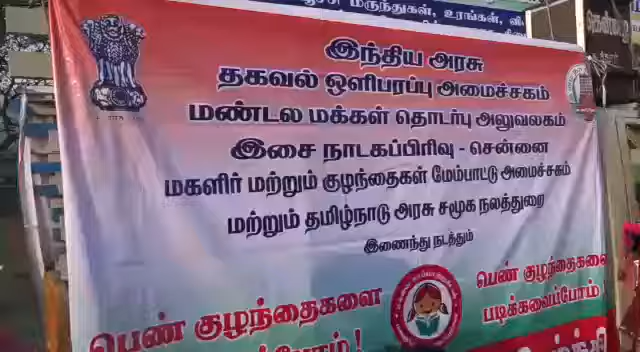 மருந்துகள், உரங்கள்,
இந்திய அரசு
தகவல் ஒளிபரப்பு அமைச்சகம்
மண்டல மக்கள் தொடர்பு அலுவலகம்
இசை நாடகப்பிரிவு - சென்னை
மகளிர் மற்றும் குழந்தைகள் மேம்பாட்டு அமைச்சகம்
மற்றும் தமிழ்நாடு அரசு சமூக நலத்துறை
இணைந்து நடத்தும்
பெண் குழந்தைகளை
பெண் குழந்தைகளை
படிக்கவைப்போம் !